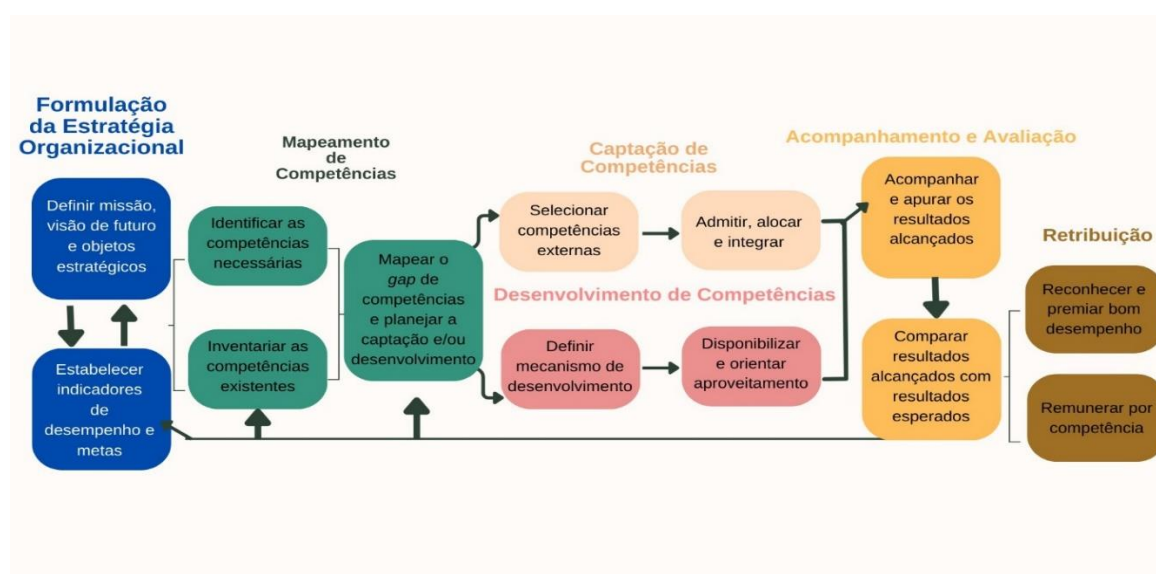 Formulação
da Estratégia
Organizacional
Definir missão,
visão de futuro
e objetos
estratégicos
Estabelecer
indicadores
de
desempenho e
metas
Mapeamento
de
Competências
Identificar as
competências
necessárias
Inventariar as
competências
existentes
Mapear o
gap de
competências
e planejar a
captação e/ou
desenvolvimento
Captação de
Competências
Selecionar
competências
externas
Admitir, alocar
e integrar
Desenvolvimento de Competências
Definir
mecanismo de
desenvolvimento
Disponibilizar
e orientar
aproveitamento
Acompanhamento e Avaliação
Acompanhar
e apurar os
resultados
alcançados
Comparar
resultados
alcançados com
resultados
esperados
Retribuição
Reconhecer e
premiar bom
desempenho
Remunerar por
competência